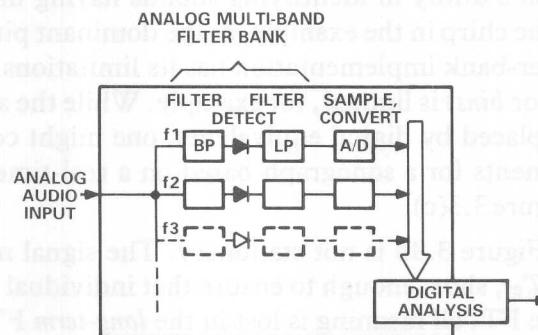 ANALOG MULTI-BAND
FILTER BANK
FILTER FILTER SAMPLE,
DETECT CONVERT
f1 BP LP A/D
ANALOG
AUDIO
INPUT
f2
f3
DIGITAL
ANALYSIS